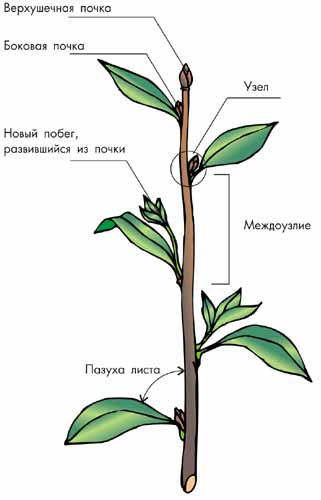 Верхушечная почка
Боковая почка
Узел
Новый побег,
развившийся из почки
Междоузлие
Пазуха листа